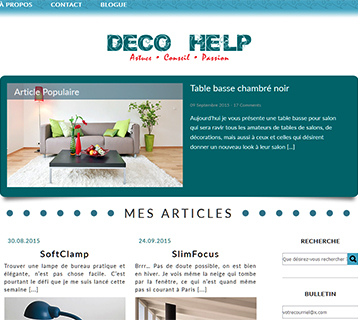 À PROPOS CONTACT BLOGUE
DECO HELP
Astuce • Conseil • Passion
Article Populaire
Table basse chambré noir
09 Septembre 2015 - 17 Comments
Aujourd'hui je vous présente une table basse pour salon
qui sera ravir tous les amateurs de tables de salons, de
décorations, mais aussi à ceux et celles qui désirent
donner un nouveau look à leur salon [...]
MES ARTICLES
30.08.2015
SoftClamp
Trouver une lampe de bureau pratique et
élégante, n'est pas chose facile. C'est
pourtant le défi que je me suis lancé cette
semaine [...]
24.09.2015
SlimFocus
Brrr... Pas de doute possible, on est bien
en hiver. Je vois même la neige qui tombe
par la fenêtre, ce qui n'est quand même
pas si courant à Paris [...]
RECHERCHE
Que désirez-vous rechercher
BULLETIN
votrecourriel@x.com